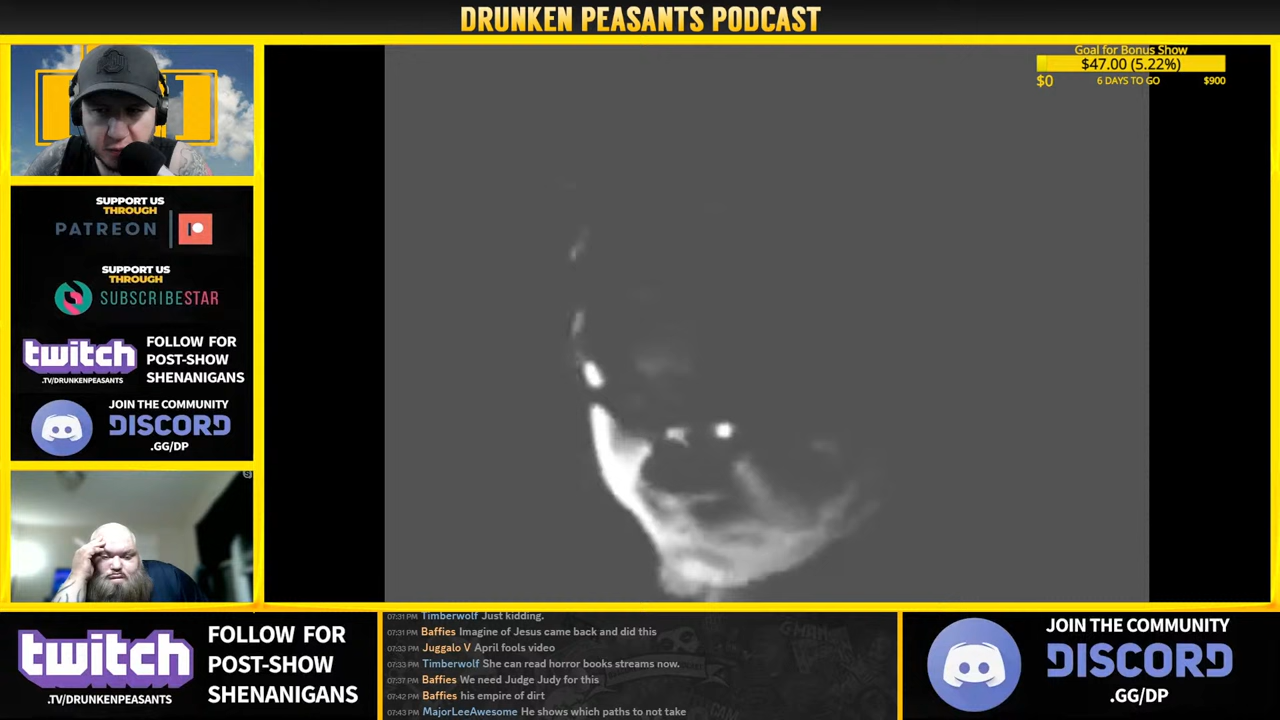 DRUNKEN PEASANTS PODCAST
Goal for Bonus Show
$47.00 (5.22%)
$0 6 DAYS TO GO $900
SUPPORT US
THROUGH
PATREON
SUPPORT US
THROUGH
SUBSCRIBESTAR
twitch
.TV/DRUNKENPEASANTS
FOLLOW FOR
POST-SHOW
SHENANIGANS
JOIN THE COMMUNITY
DISCORD
.GG/DP
twitch
.TV/DRUNKENPEASANTS
FOLLOW FOR
POST-SHOW
SHENANIGANS
07:31 PM Timberwolf Just kidding.
07:31 PM Baffies Imagine of Jesus came back and did this
07:33 PM Juggalo V April fools video
07:33 PM Timberwolf She can read horror books streams now.
07:37 PM Baffies We need Judge Judy for this
07:42 PM Baffies his empire of dirt
07:43 PM MajorLeeAwesome He shows which paths to not take
JOIN THE COMMUNITY
DISCORD
.GG/DP